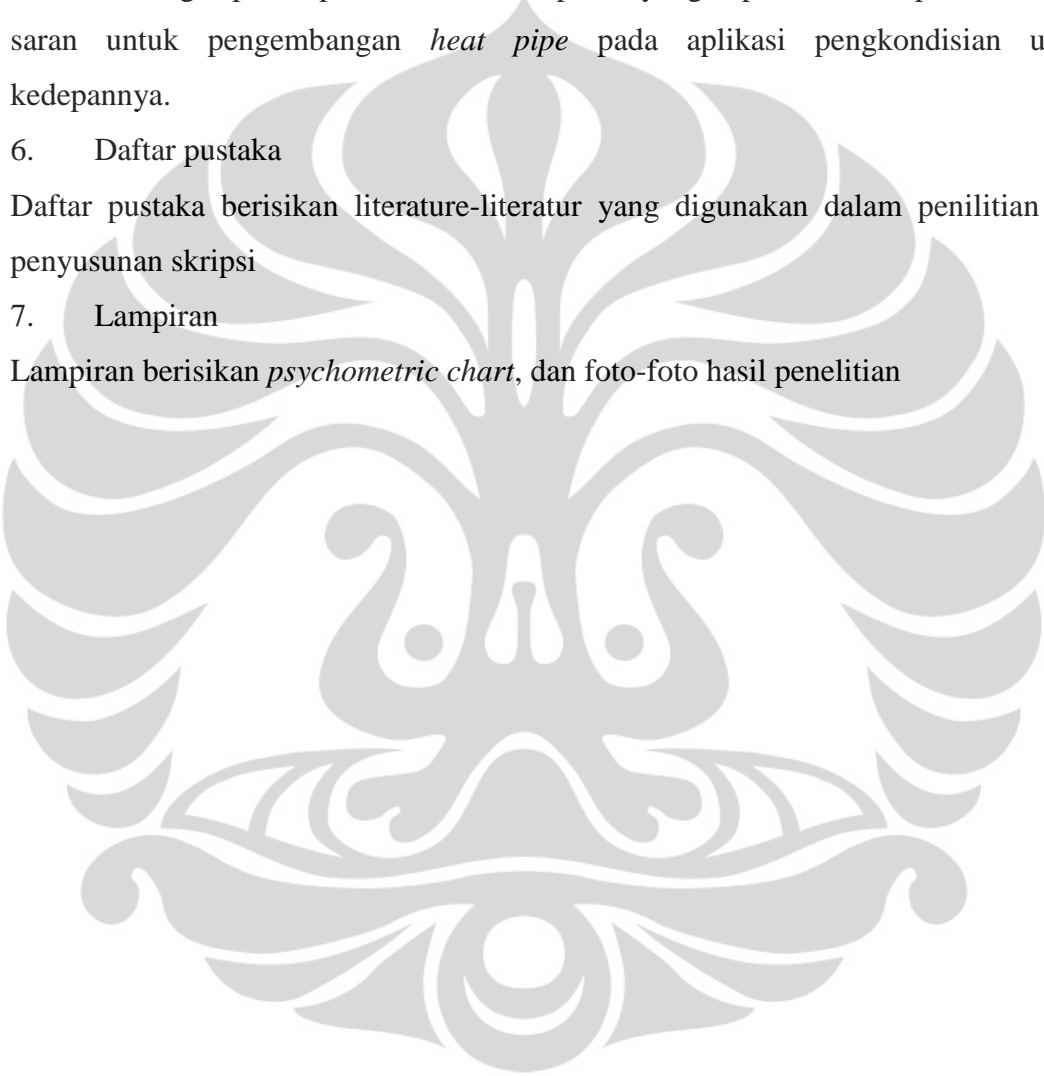 saran untuk pengembangan heat pipe pada aplikasi pengkondisian u
kedepannya.
6. Daftar pustaka
Daftar pustaka berisikan literature-literatur yang digunakan dalam penilitian
penyusunan skripsi
7. Lampiran
Lampiran berisikan psychometric chart, dan foto-foto hasil penelitian